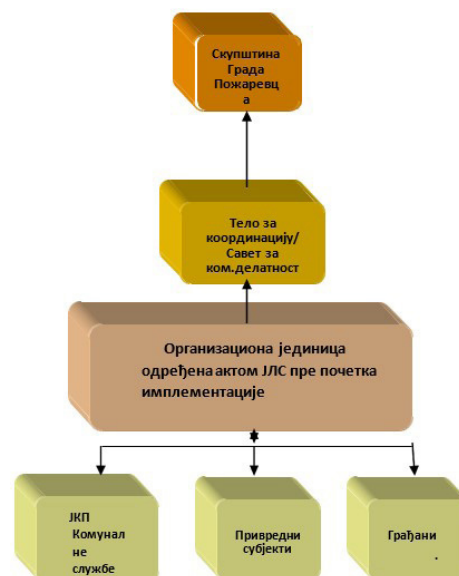 Скупштина
Града
Пожаревц
а
Тело за
координацију/
Савет за
ком.делатност
Организациона јединица
одређена актом ЈЛС пре почетка
имплементације
ЈКП
Комунал
не
службе
Привредни
субјекти
Грађани
.